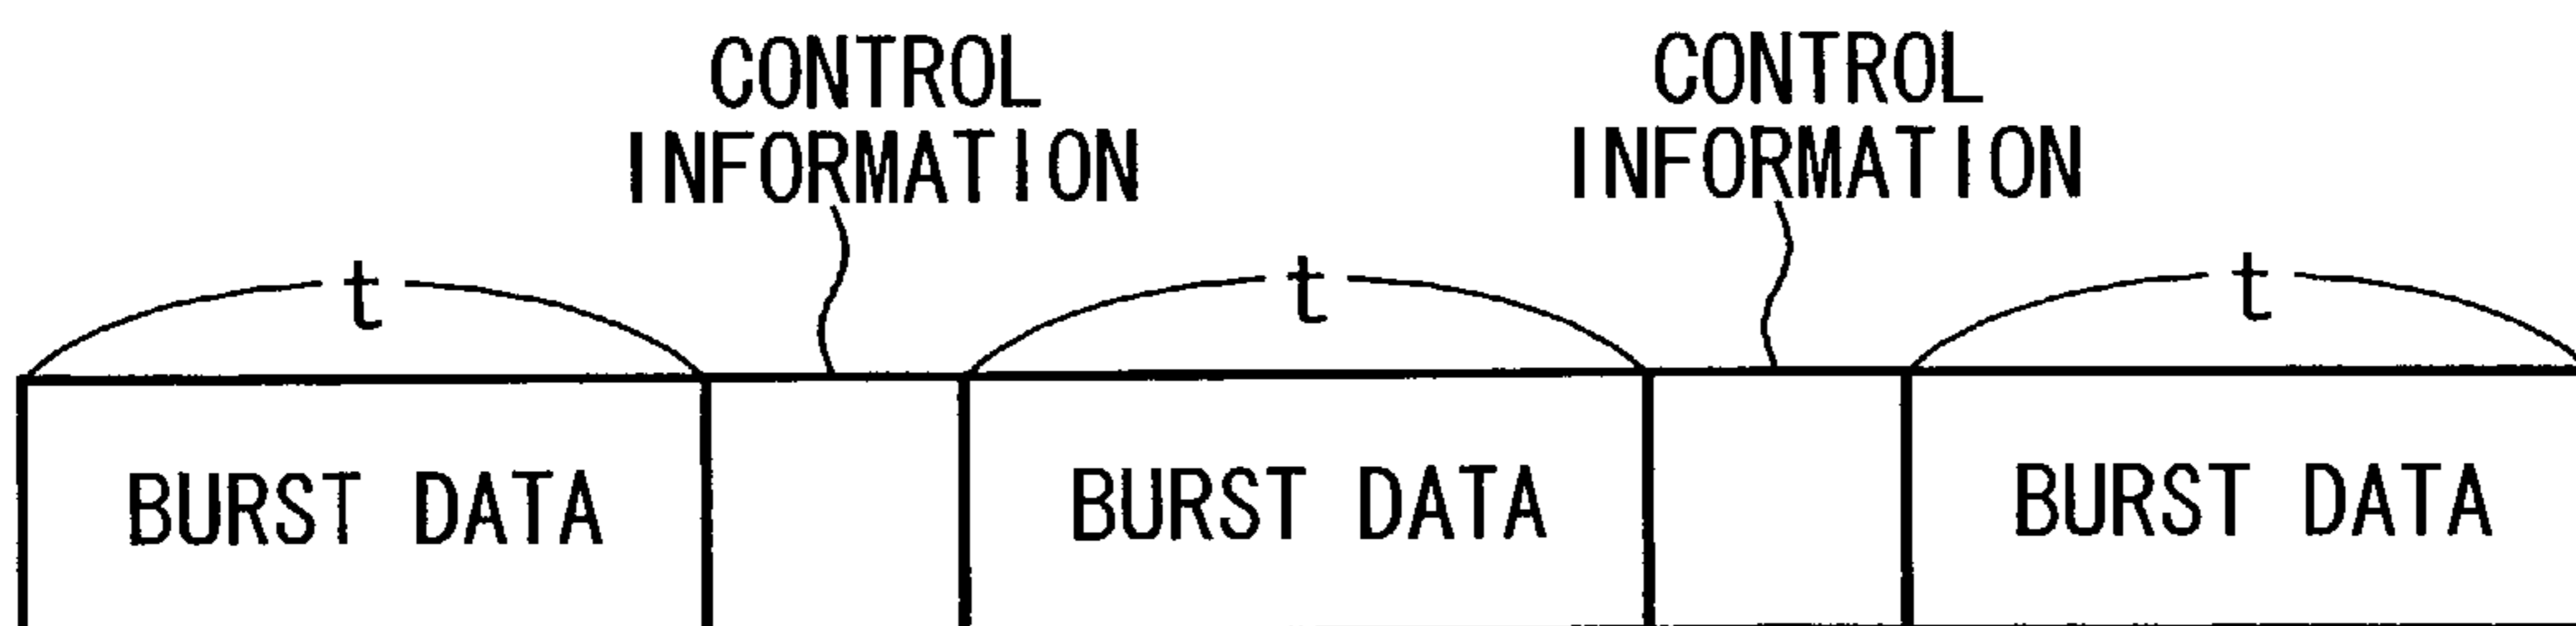 CONTROL
INFORMATION
CONTROL
INFORMATION
t
t
t
BURST DATA
BURST DATA
BURST DATA